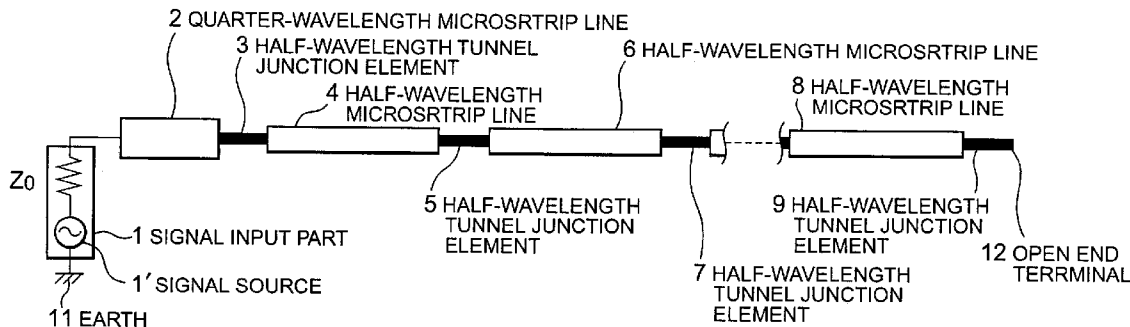 2 QUARTER-WAVELENGTH MICROSRTRIP LINE
3 HALF-WAVELENGTH TUNNEL
JUNCTION ELEMENT
4 HALF-WAVELENGTH
MICROSRTRIP LINE
6 HALF-WAVELENGTH MICROSRTRIP LINE
8 HALF-WAVELENGTH
MICROSRTRIP LINE
Z0
1 SIGNAL INPUT PART
1' SIGNAL SOURCE
11 EARTH
5 HALF-WAVELENGTH
TUNNEL JUNCTION
ELEMENT
7 HALF-WAVELENGTH
TUNNEL JUNCTION
ELEMENT
9 HALF-WAVELENGTH
TUNNEL JUNCTION
ELEMENT
12 OPEN END
TERRMINAL